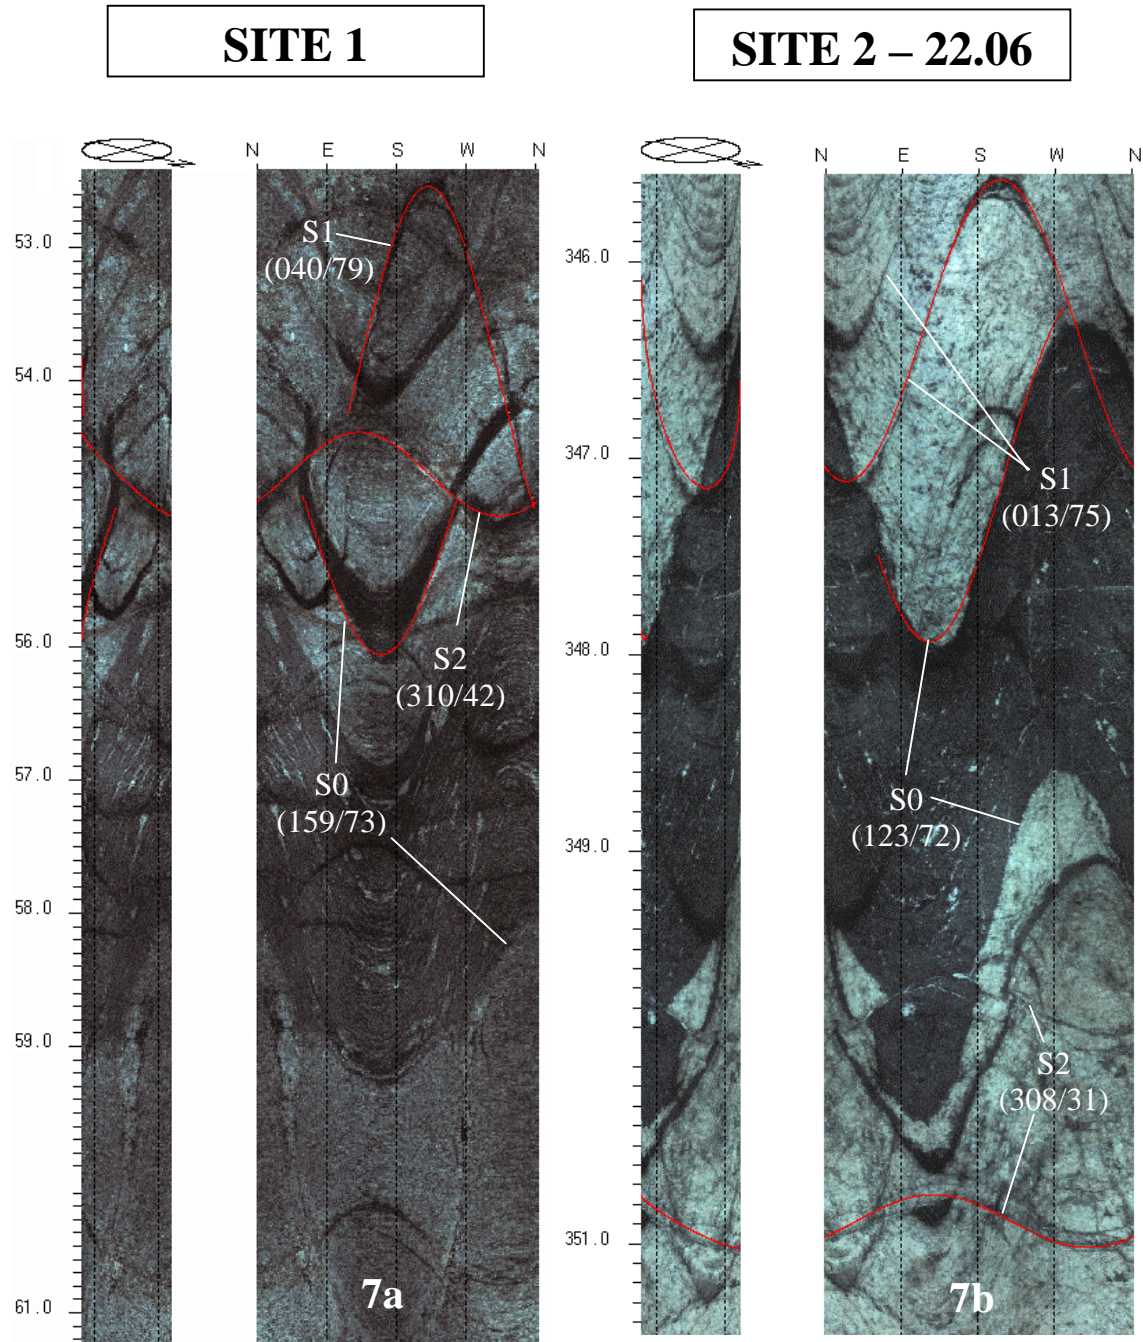 SITE 1
SITE 2 – 22.06
N E S W N
N E S W N
53.0
54.0
56.0
57.0
58.0
59.0
61.0
S1
(040/79)
S2
(310/42)
S0
(159/73)
7a
346.0
347.0
348.0
349.0
351.0
S1
(013/75)
S0
(123/72)
S2
(308/31)
7b